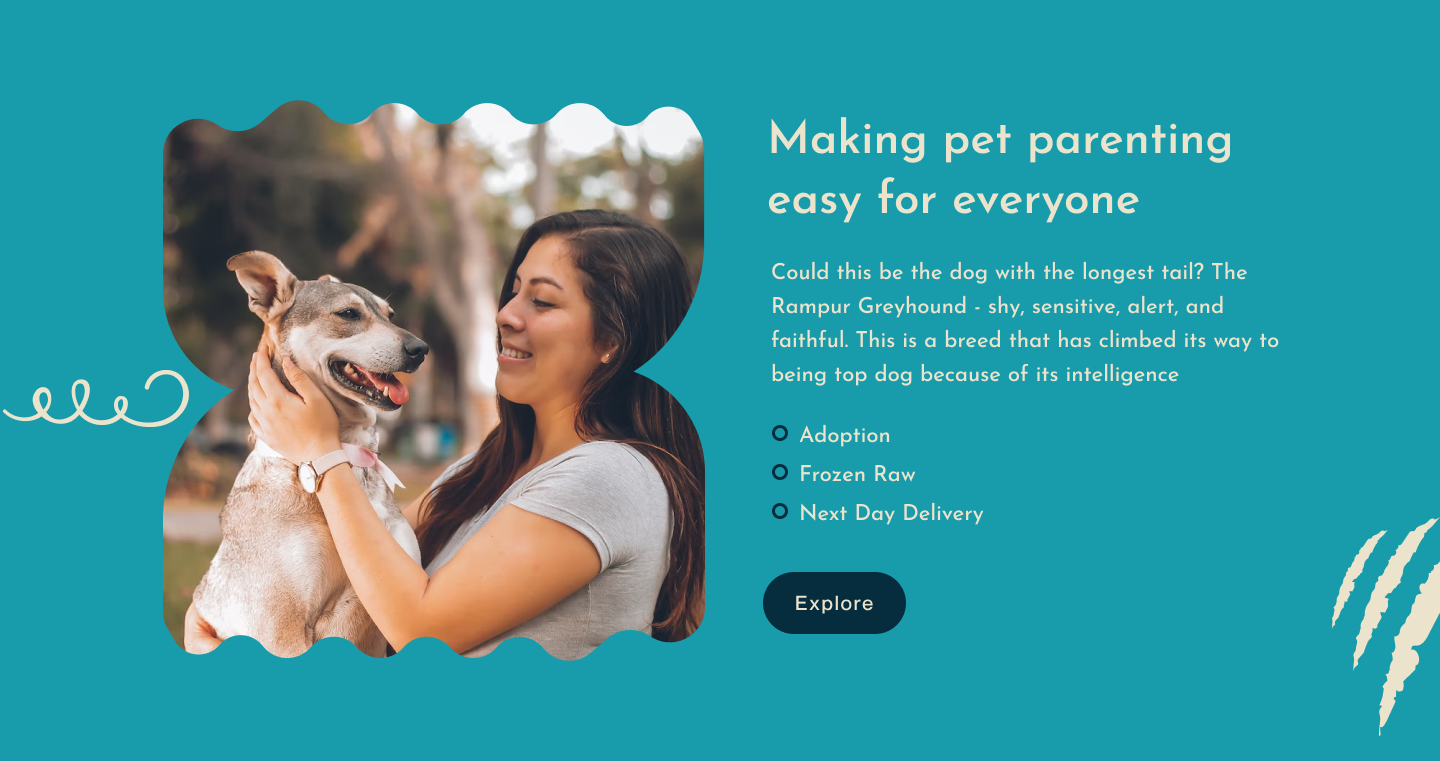 Making pet parenting
easy for everyone
Could this be the dog with the longest tail? The
Rampur Greyhound - shy, sensitive, alert, and
faithful. This is a breed that has climbed its way to
being top dog because of its intelligence
Adoption
Frozen Raw
Next Day Delivery
Explore